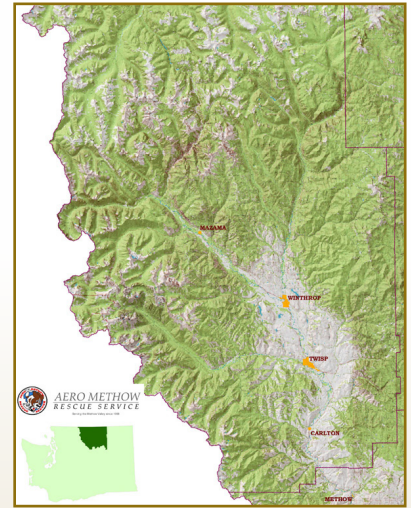 MAZAMA
WINTHROP
TWISP
AERO METHOW
RESCUE SERVICE
CARLTON
METHOW